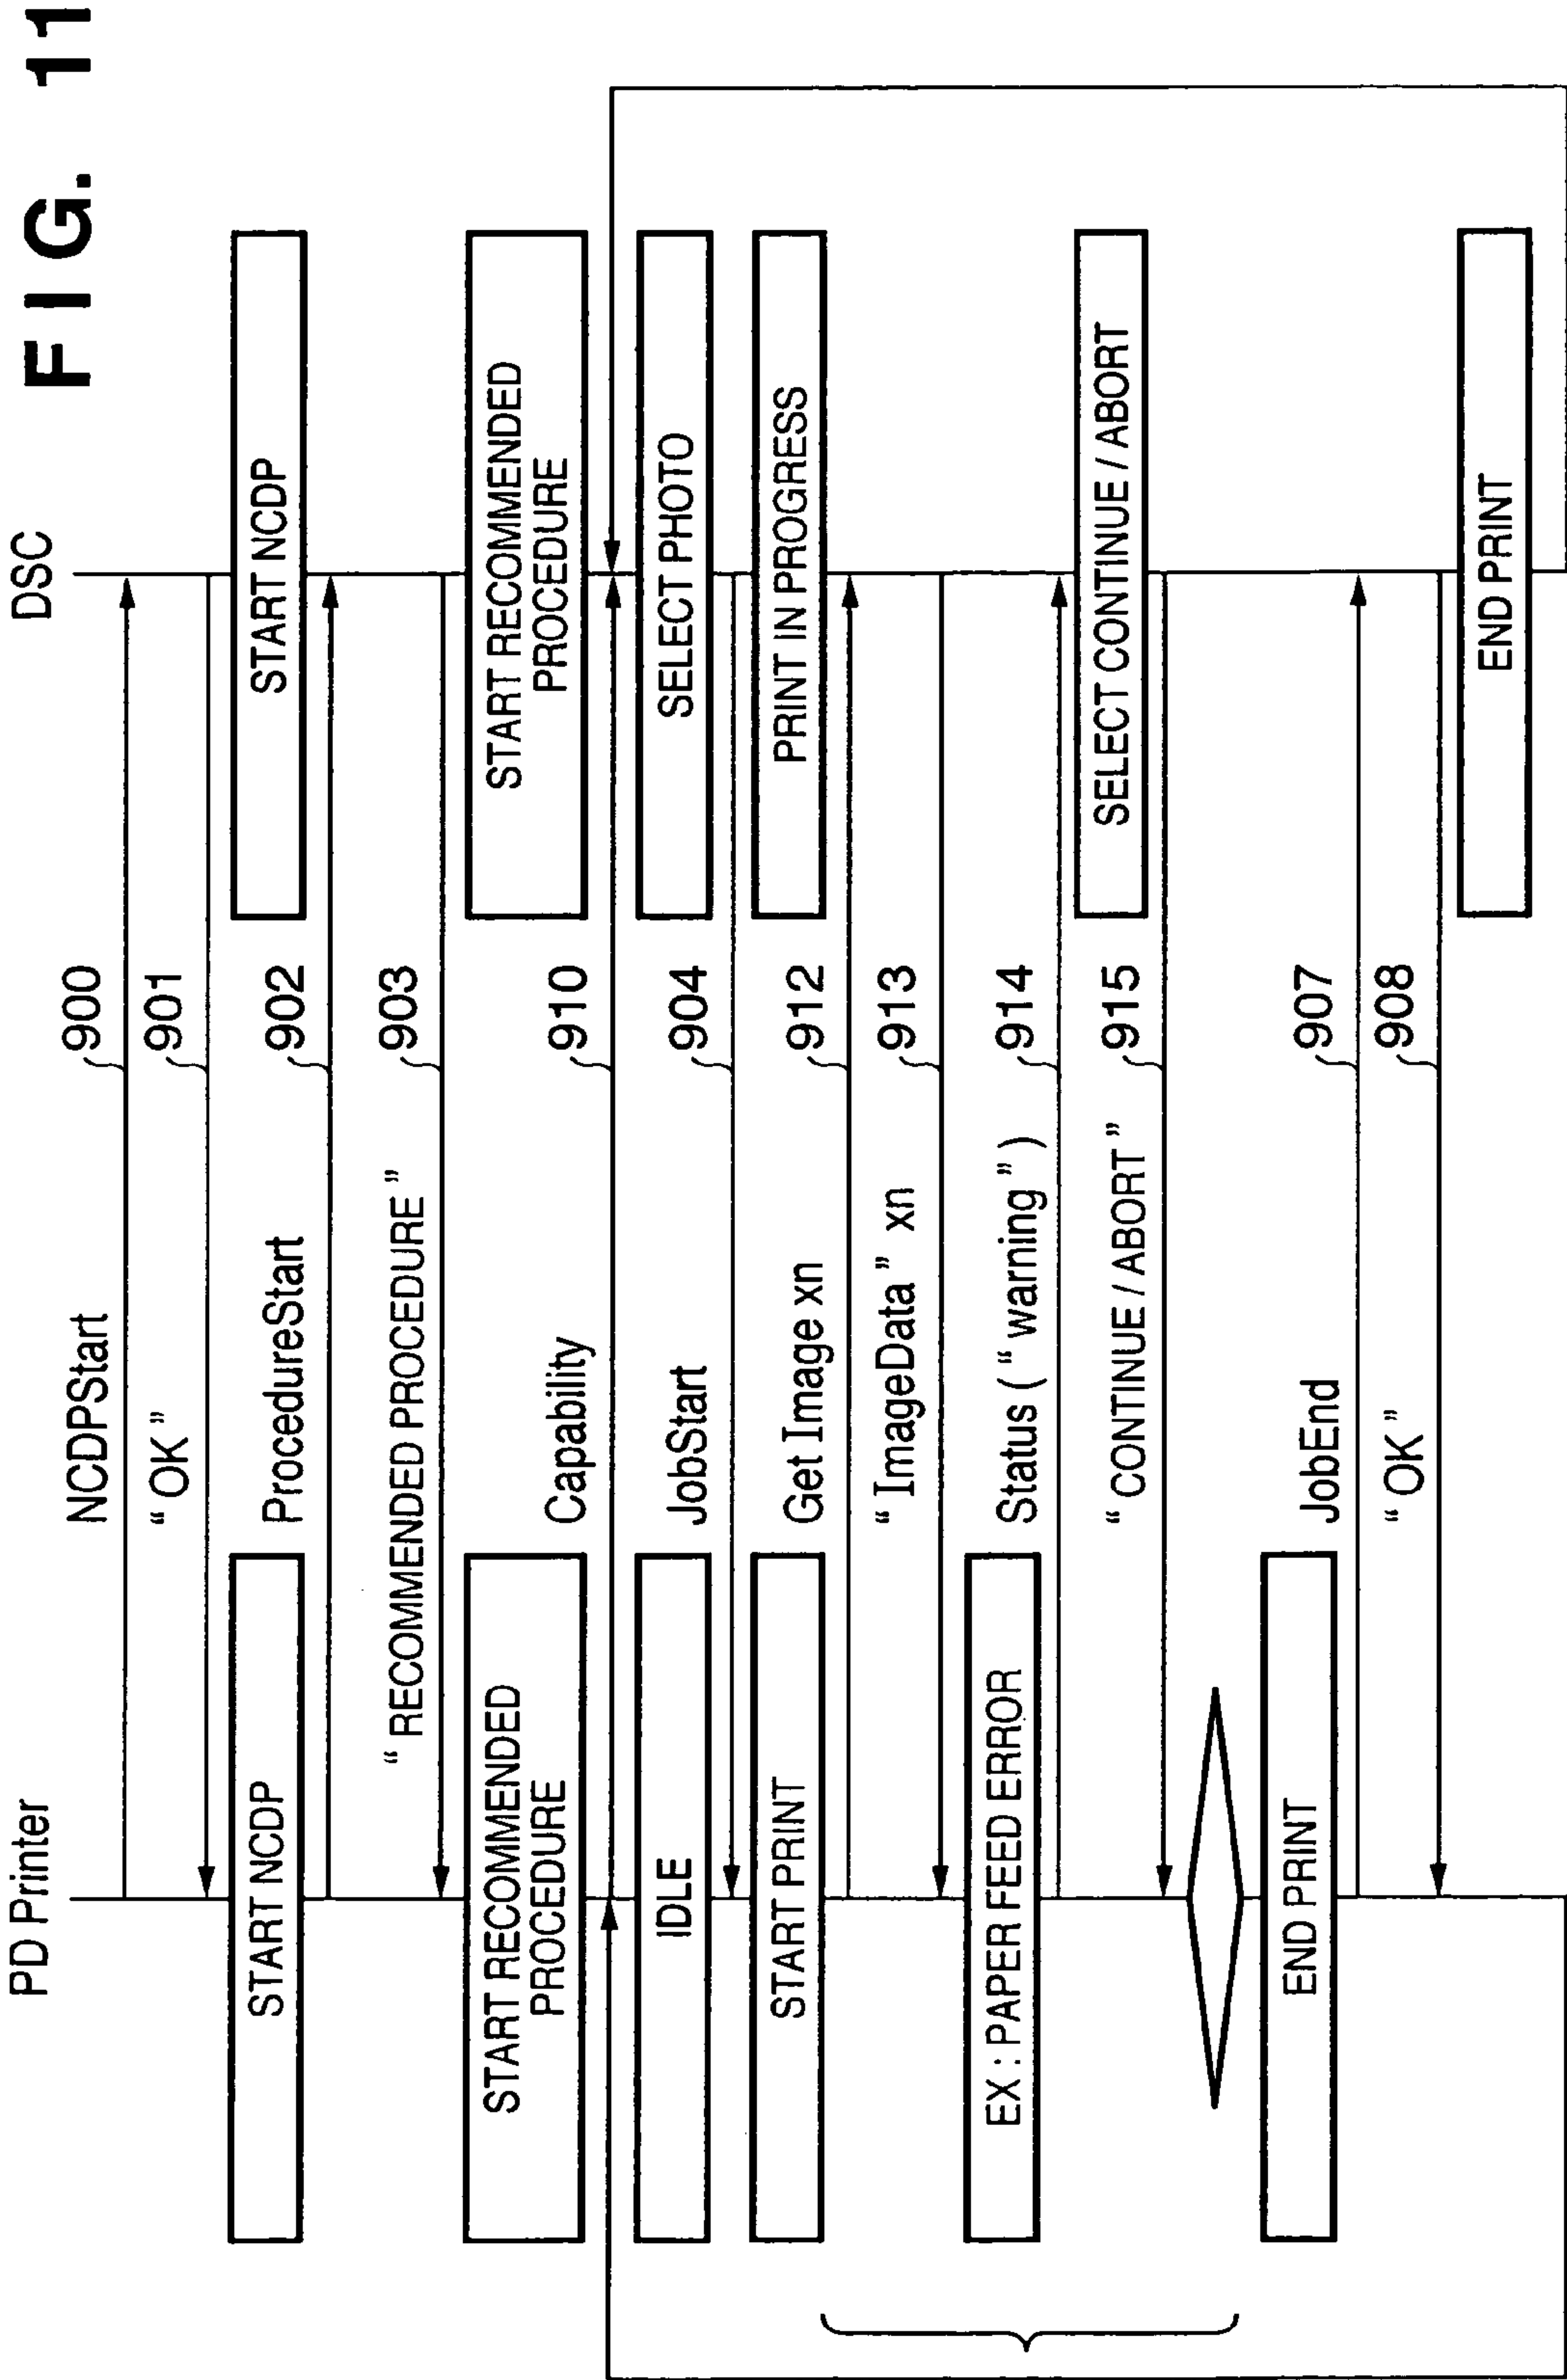 FIG. 11
PD Printer
DSC
NCDPStart
900
“ OK ”
901
START NCDP
START NCDP
ProcedureStart
902
“ RECOMMENDED PROCEDURE ”
903
START RECOMMENDED
PROCEDURE
START RECOMMENDED
PROCEDURE
Capability
910
IDLE
SELECT PHOTO
JobStart
904
START PRINT
PRINT IN PROGRESS
Get Image xn
912
“ ImageData ” xn
913
EX : PAPER FEED ERROR
Status ( “ warning ” )
914
SELECT CONTINUE / ABORT
“ CONTINUE / ABORT ”
915
END PRINT
JobEnd
907
“ OK ”
908
END PRINT